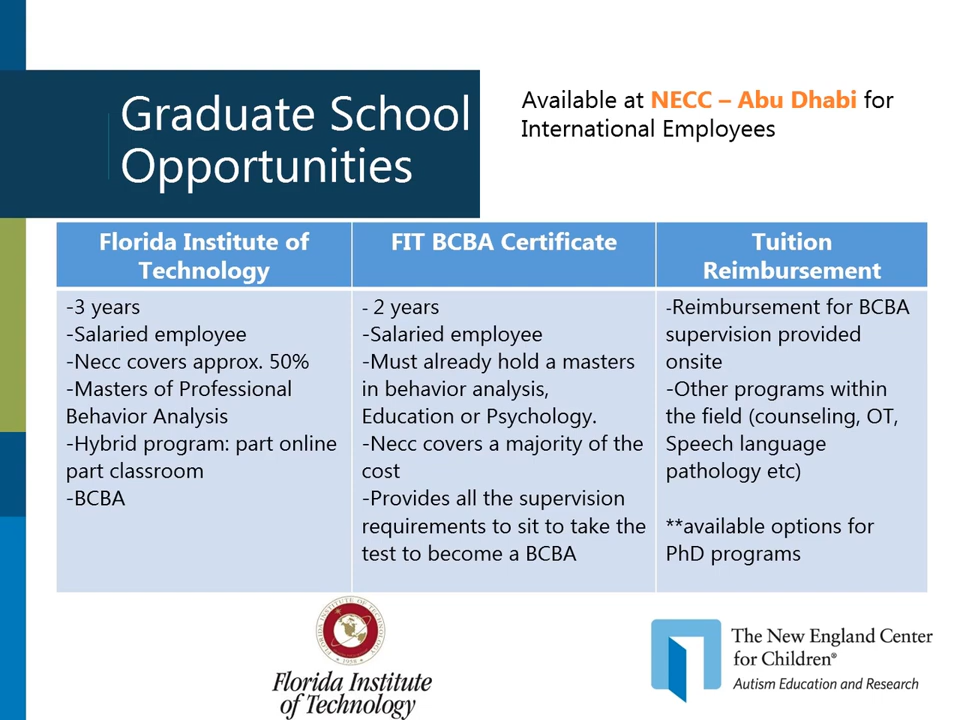 Graduate School
Opportunities
Available at NECC – Abu Dhabi for
International Employees
Florida Institute of
Technology
-3 years
-Salaried employee
-Necc covers approx. 50%
-Masters of Professional
Behavior Analysis
-Hybrid program: part online
part classroom
-BCBA
FIT BCBA Certificate
- 2 years
-Salaried employee
-Must already hold a masters
in behavior analysis,
Education or Psychology.
-Necc covers a majority of the
cost
-Provides all the supervision
requirements to sit to take the
test to become a BCBA
Tuition
Reimbursement
-Reimbursement for BCBA
supervision provided
onsite
-Other programs within
the field (counseling, OT,
Speech language
pathology etc)
**available options for
PhD programs
FLORIDA INSTITUTE OF TECHNOLOGY
1958
Florida Institute
of Technology
The New England Center
for Children®
Autism Education and Research